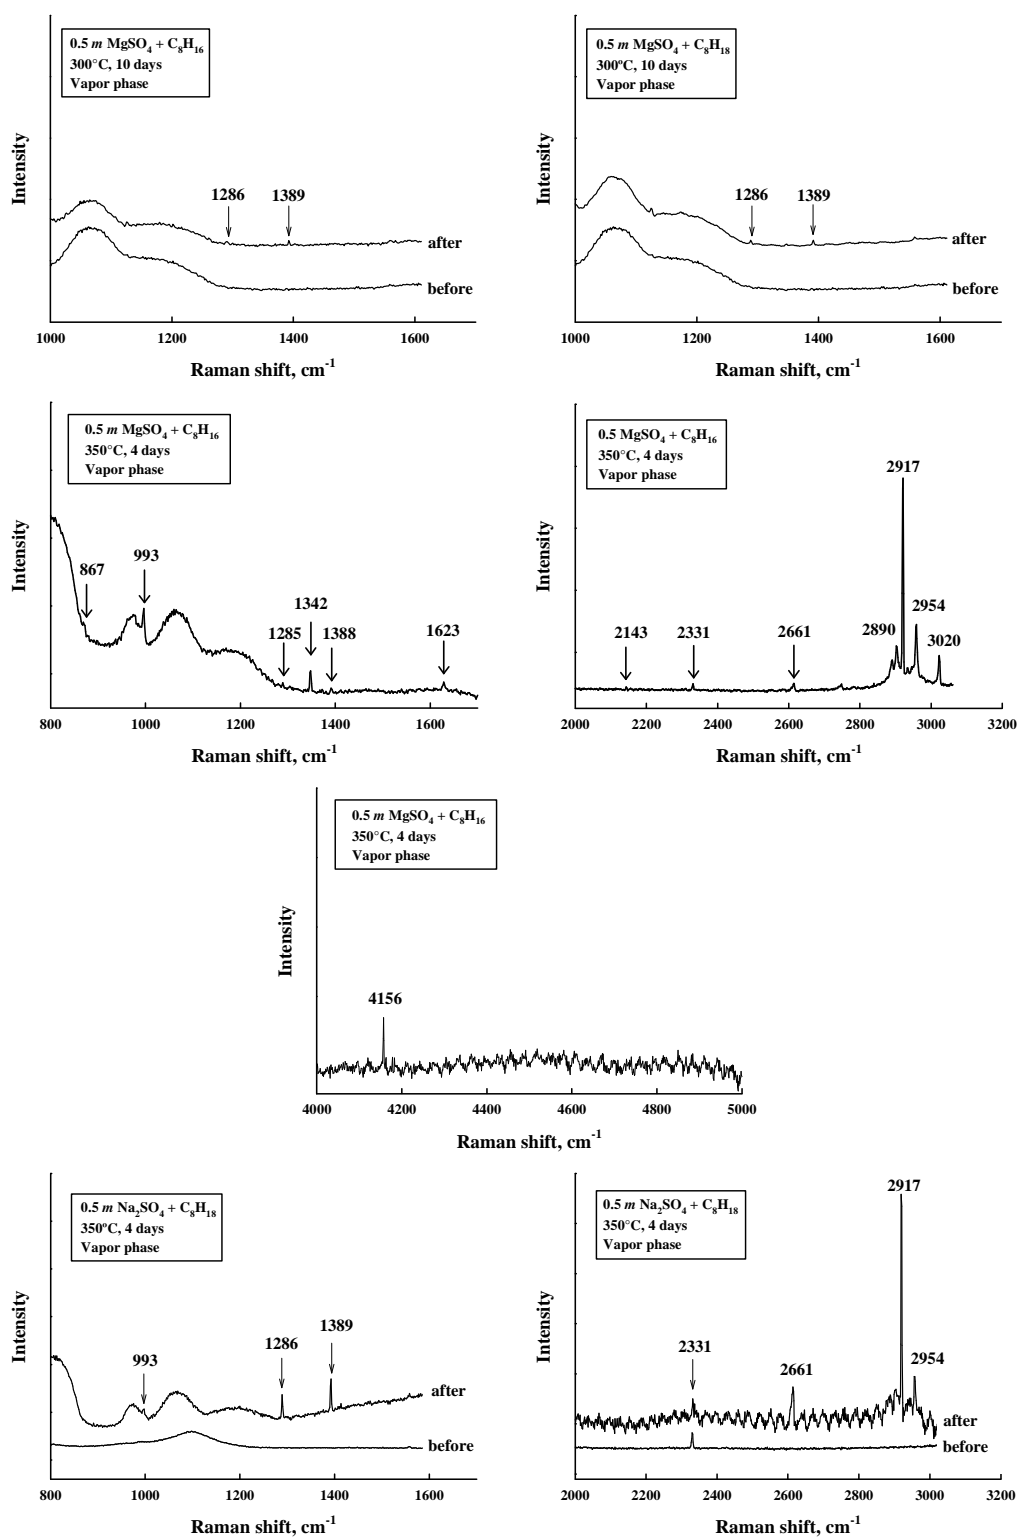 0.5 m MgSO₄ + C₈H₁₆
300°C, 10 days
Vapor phase
Intensity
1286
1389
after
before
1000 1200 1400 1600
Raman shift, cm⁻¹
0.5 m MgSO₄ + C₈H₁₈
300ºC, 10 days
Vapor phase
Intensity
1286
1389
after
before
1000 1200 1400 1600
Raman shift, cm⁻¹
0.5 m MgSO₄ + C₈H₁₆
350°C, 4 days
Vapor phase
Intensity
867
993
1285
1342
1388
1623
800 1000 1200 1400 1600
Raman shift, cm⁻¹
0.5 MgSO₄ + C₈H₁₆
350°C, 4 days
Vapor phase
Intensity
2143
2331
2661
2890
2917
2954
3020
2000 2200 2400 2600 2800 3000 3200
Raman shift, cm⁻¹
0.5 m MgSO₄ + C₈H₁₆
350°C, 4 days
Vapor phase
Intensity
4156
4000 4200 4400 4600 4800 5000
Raman shift, cm⁻¹
0.5 m Na₂SO₄ + C₈H₁₈
350ºC, 4 days
Vapor phase
Intensity
993
1286
1389
after
before
800 1000 1200 1400 1600
Raman shift, cm⁻¹
0.5 m Na₂SO₄ + C₈H₁₈
350°C, 4 days
Vapor phase
Intensity
2331
2661
2917
2954
after
before
2000 2200 2400 2600 2800 3000 3200
Raman shift, cm⁻¹